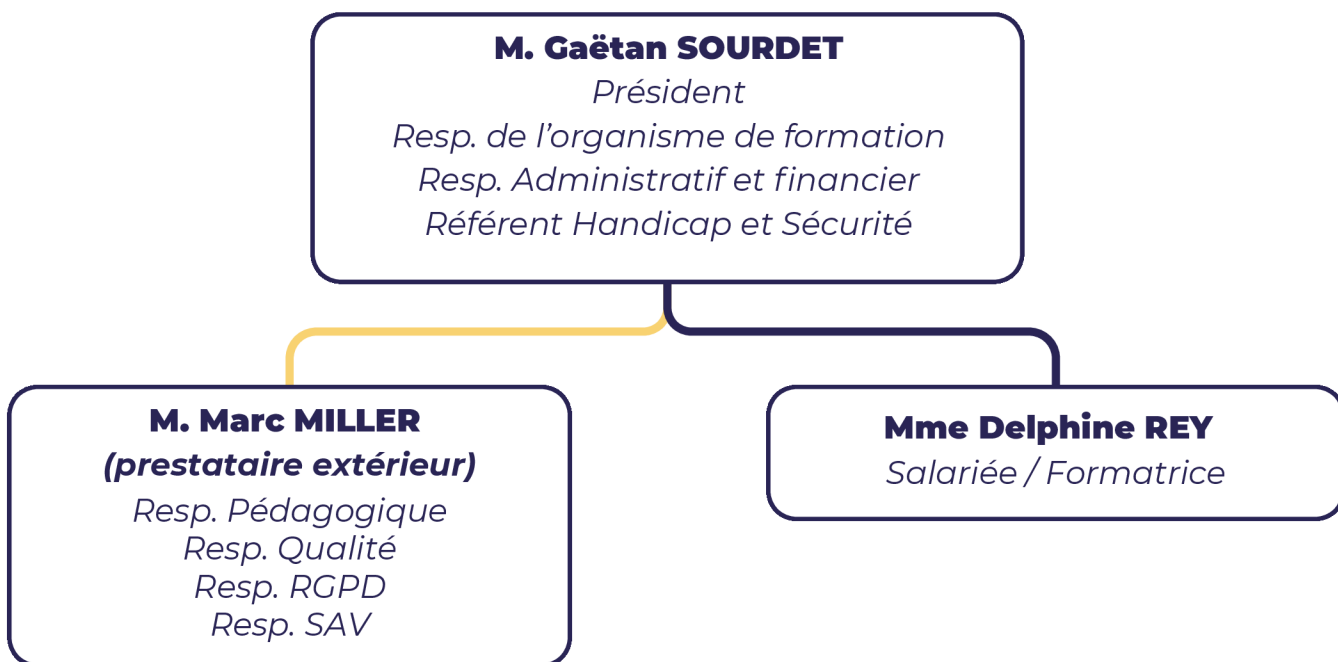 M. Gaëtan SOURDET
Président
Resp. de l’organisme de formation
Resp. Administratif et financier
Référent Handicap et Sécurité
M. Marc MILLER
(prestataire extérieur)
Resp. Pédagogique
Resp. Qualité
Resp. RGPD
Resp. SAV
Mme Delphine REY
Salariée / Formatrice